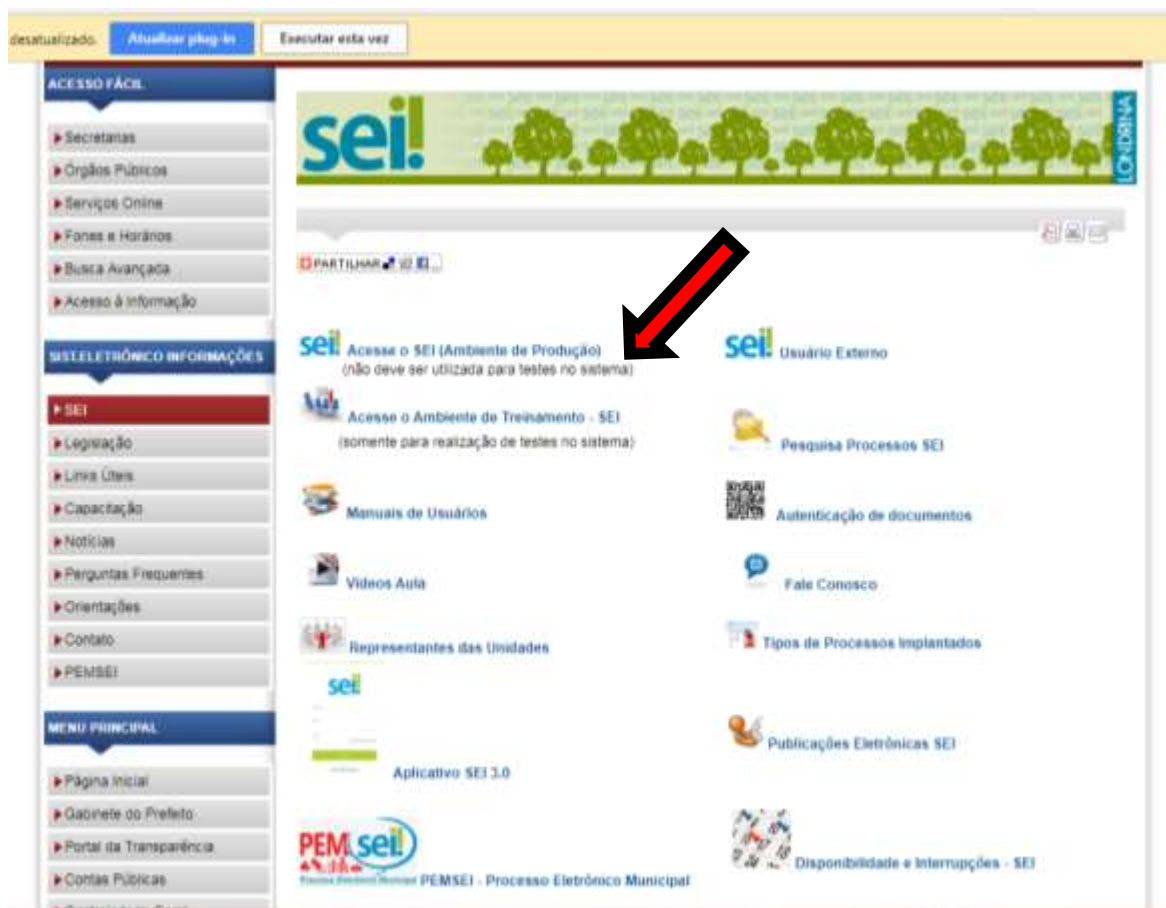 desatualizado. Atualizar plug-in Executar esta vez
ACESSO FÁCIL
Secretarias
Órgãos Públicos
Serviços Online
Fones e Horários
Busca Avançada
Acesso à Informação
SIST.ELETRÔNICO INFORMAÇÕES
SEI
Legislação
Links Úteis
Capacitação
Notícias
Perguntas Frequentes
Orientações
Contato
PEMSEI
MENU PRINCIPAL
Página Inicial
Gabinete do Prefeito
Portal da Transparência
Contas Públicas
sei!
LONDRINA
PARTILHAR
sei! Acesse o SEI (Ambiente de Produção)
(não deve ser utilizada para testes no sistema)
sei! Usuário Externo
Acesse o Ambiente de Treinamento - SEI
(somente para realização de testes no sistema)
Pesquisa Processos SEI
Manuais de Usuários
Autenticação de documentos
Vídeos Aula
Fale Conosco
Representantes das Unidades
Tipos de Processos Implantados
sei!
Aplicativo SEI 3.0
Publicações Eletrônicas SEI
PEM sei!
PEMSEI - Processo Eletrônico Municipal
Disponibilidade e Interrupções - SEI